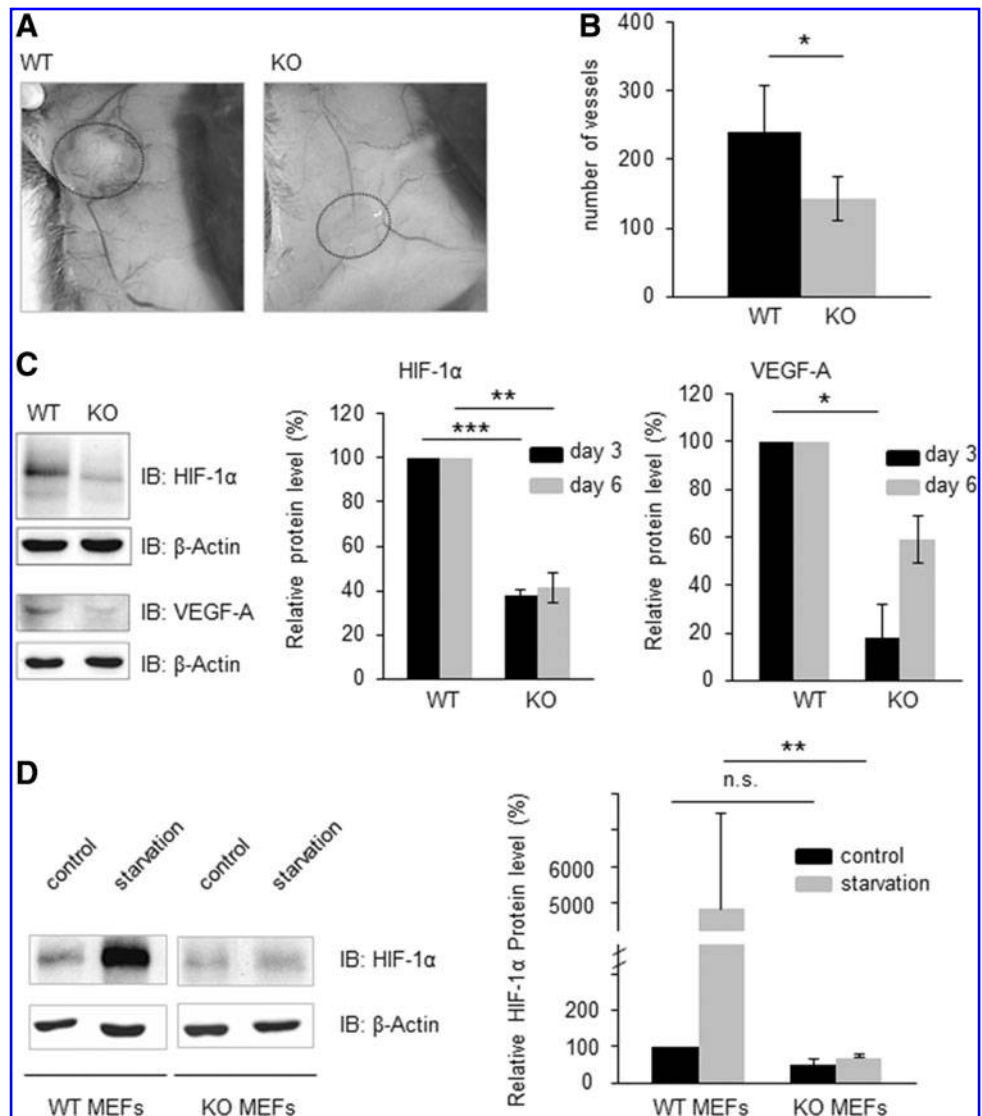 A
WT
KO
B
*
number of vessels
400
300
200
100
0
WT
KO
C
WT KO
IB: HIF-1α
IB: β-Actin
IB: VEGF-A
IB: β-Actin
HIF-1α
Relative protein level (%)
120
100
80
60
40
20
0
**
***
day 3
day 6
WT
KO
VEGF-A
Relative protein level (%)
120
100
80
60
40
20
0
*
day 3
day 6
WT
KO
D
control
starvation
control
starvation
IB: HIF-1α
IB: β-Actin
WT MEFs
KO MEFs
Relative HIF-1α Protein level (%)
6000
5000
200
100
0
**
n.s.
control
starvation
WT MEFs
KO MEFs